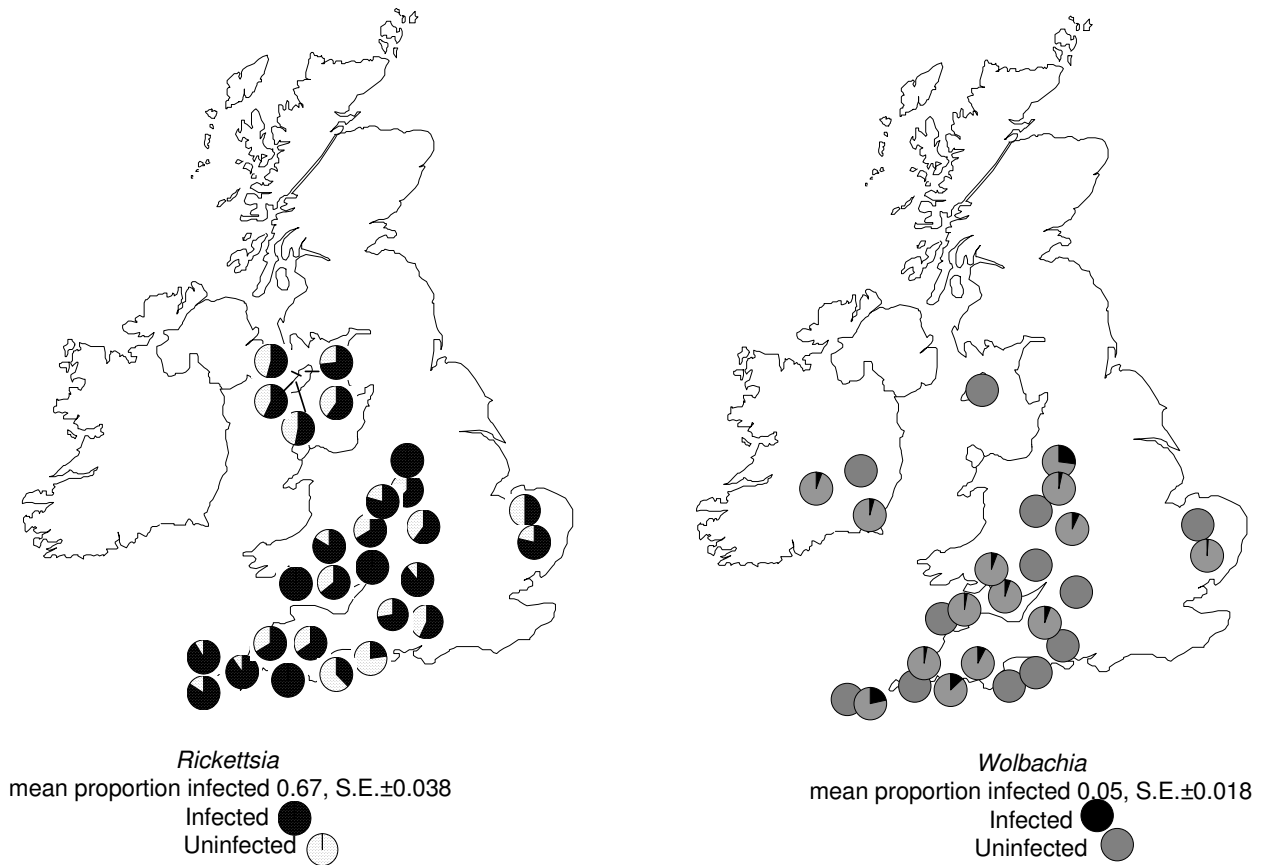 Rickettsia
mean proportion infected 0.67, S.E.±0.038
Infected
Uninfected
Wolbachia
mean proportion infected 0.05, S.E.±0.018
Infected
Uninfected